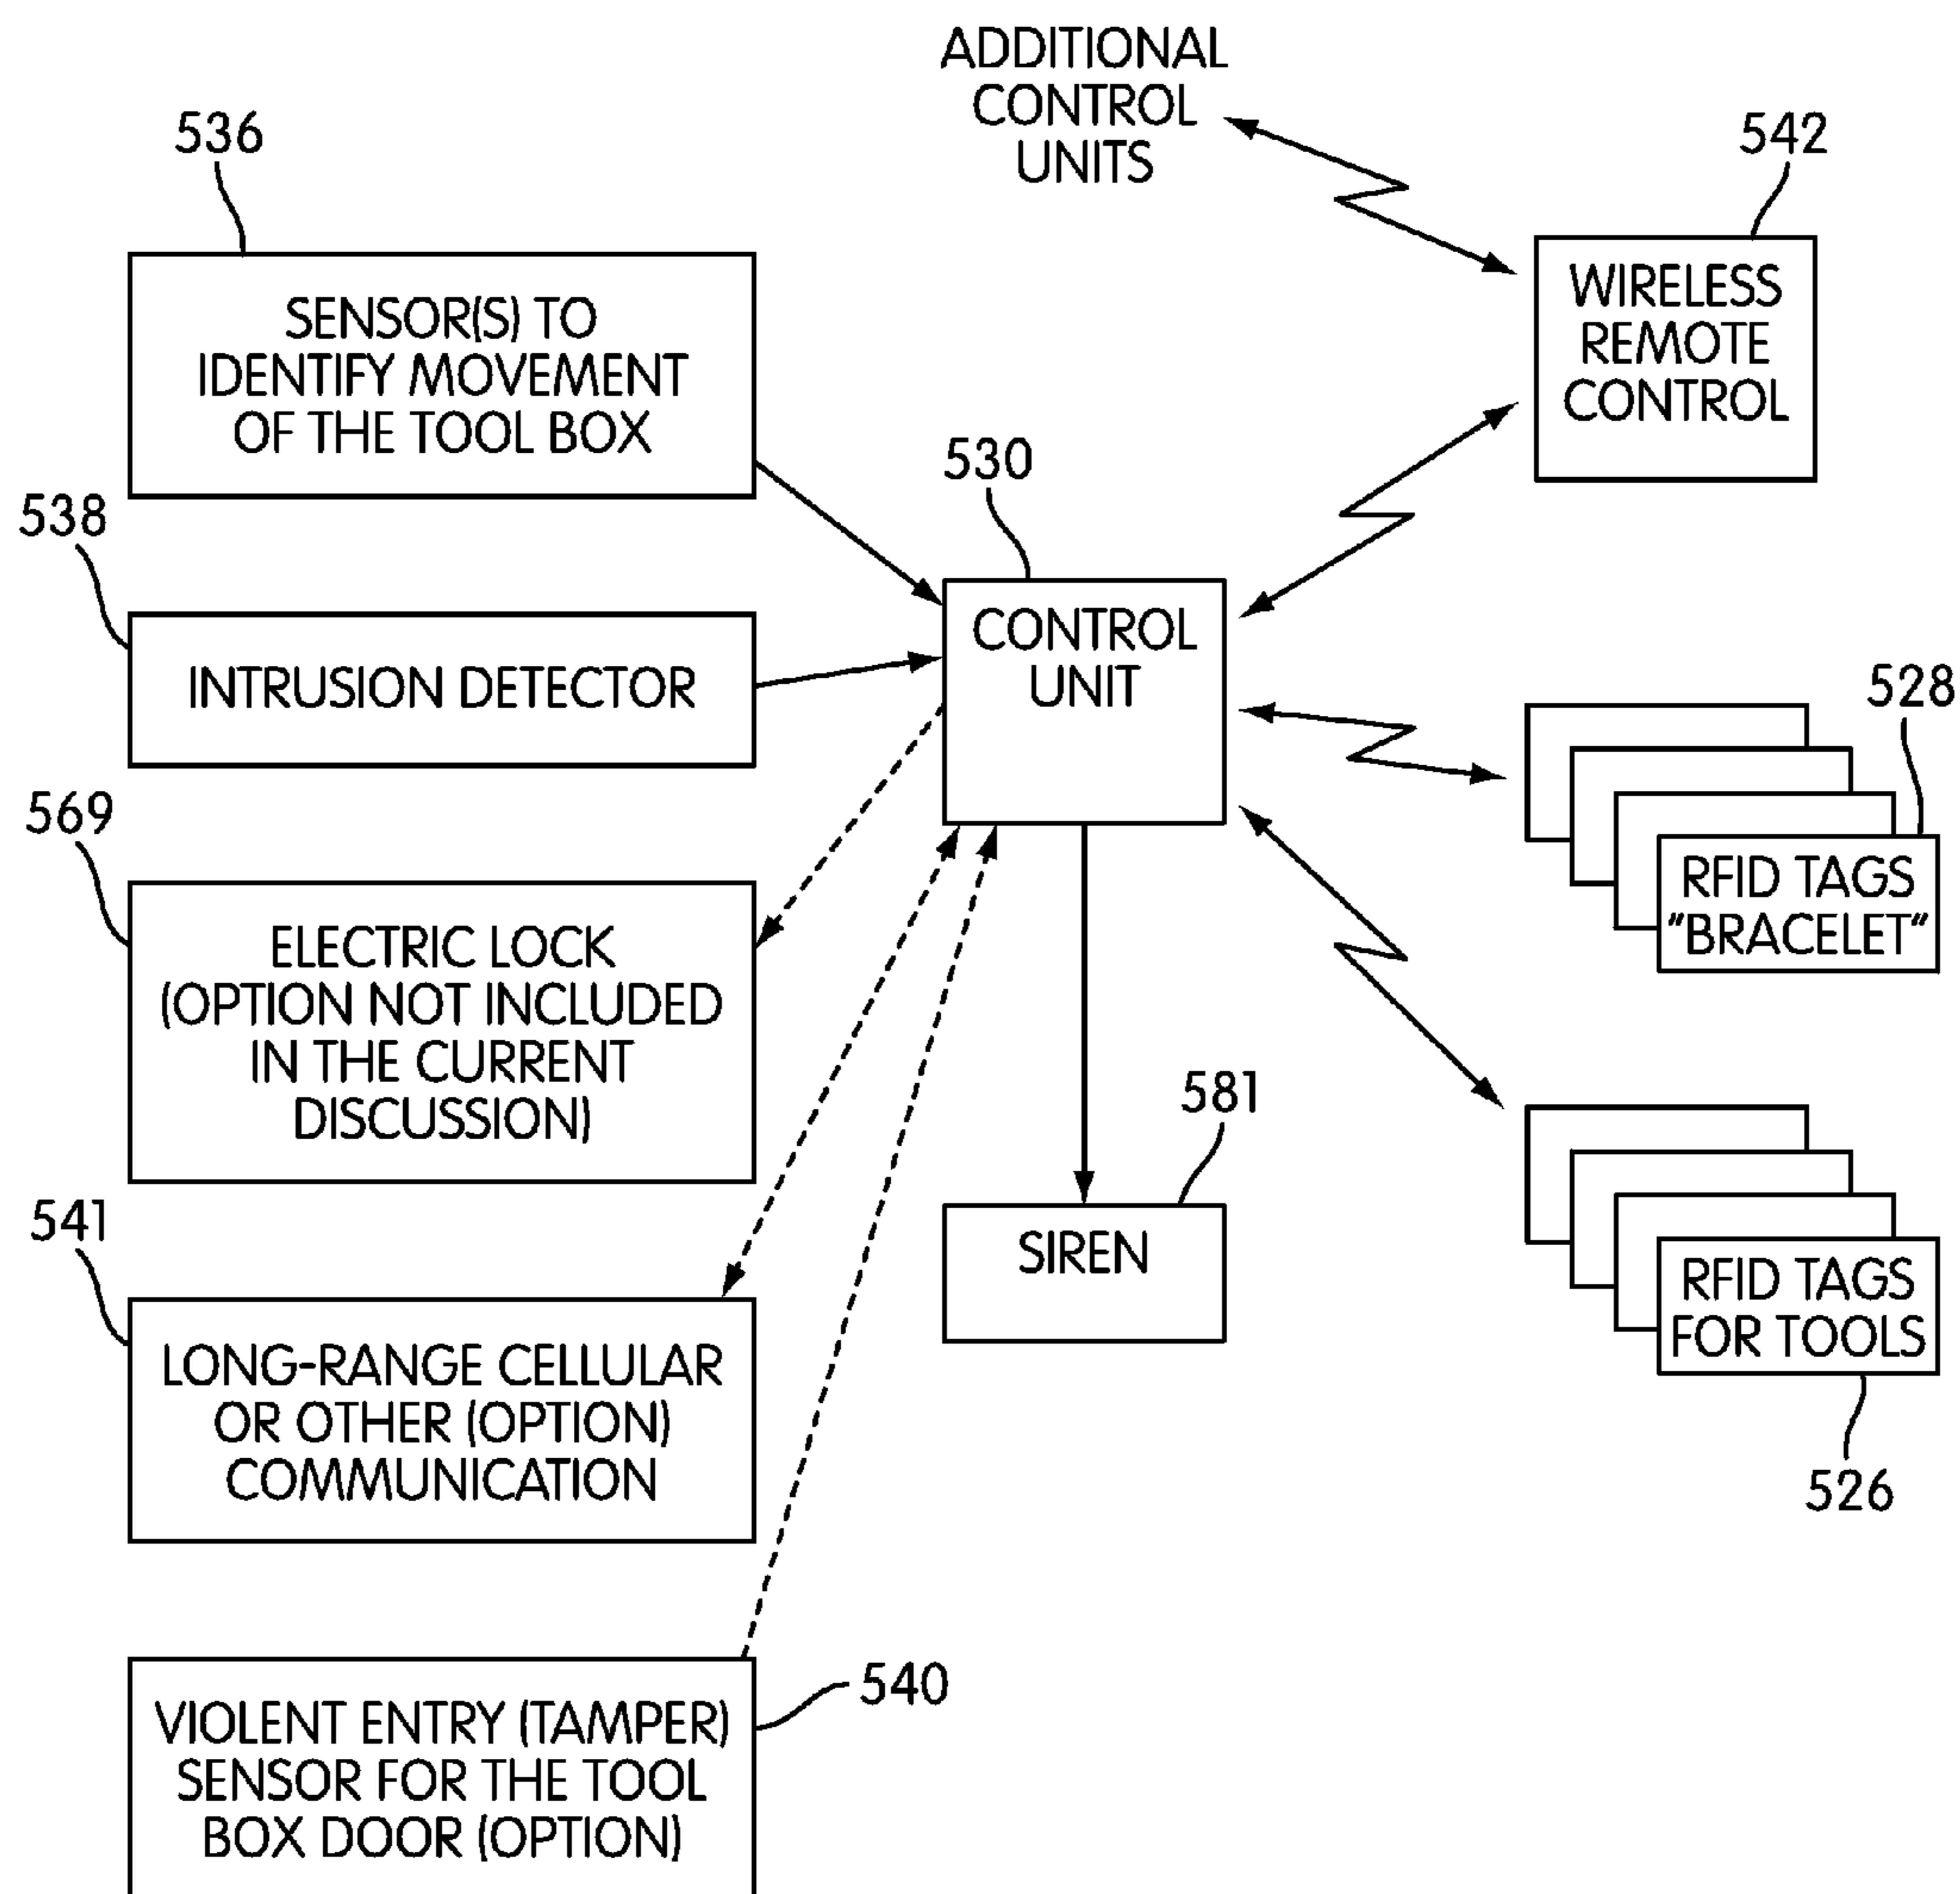 ADDITIONAL
CONTROL
UNITS
536
542
SENSOR(S) TO
IDENTIFY MOVEMENT
OF THE TOOL BOX
WIRELESS
REMOTE
CONTROL
538
530
INTRUSION DETECTOR
CONTROL
UNIT
528
RFID TAGS
"BRACELET"
569
ELECTRIC LOCK
(OPTION NOT INCLUDED
IN THE CURRENT
DISCUSSION)
581
SIREN
RFID TAGS
FOR TOOLS
526
541
LONG-RANGE CELLULAR
OR OTHER (OPTION)
COMMUNICATION
540
VIOLENT ENTRY (TAMPER)
SENSOR FOR THE TOOL
BOX DOOR (OPTION)